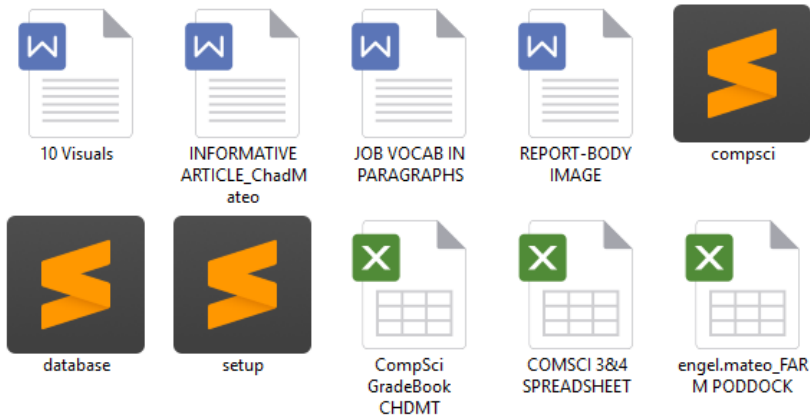 10 Visuals
INFORMATIVE
ARTICLE_ChadM
ateo
JOB VOCAB IN
PARAGRAPHS
REPORT-BODY
IMAGE
compsci
database
setup
CompSci
GradeBook
CHDMT
COMSCI 3&4
SPREADSHEET
engel.mateo_FAR
M PODDOCK